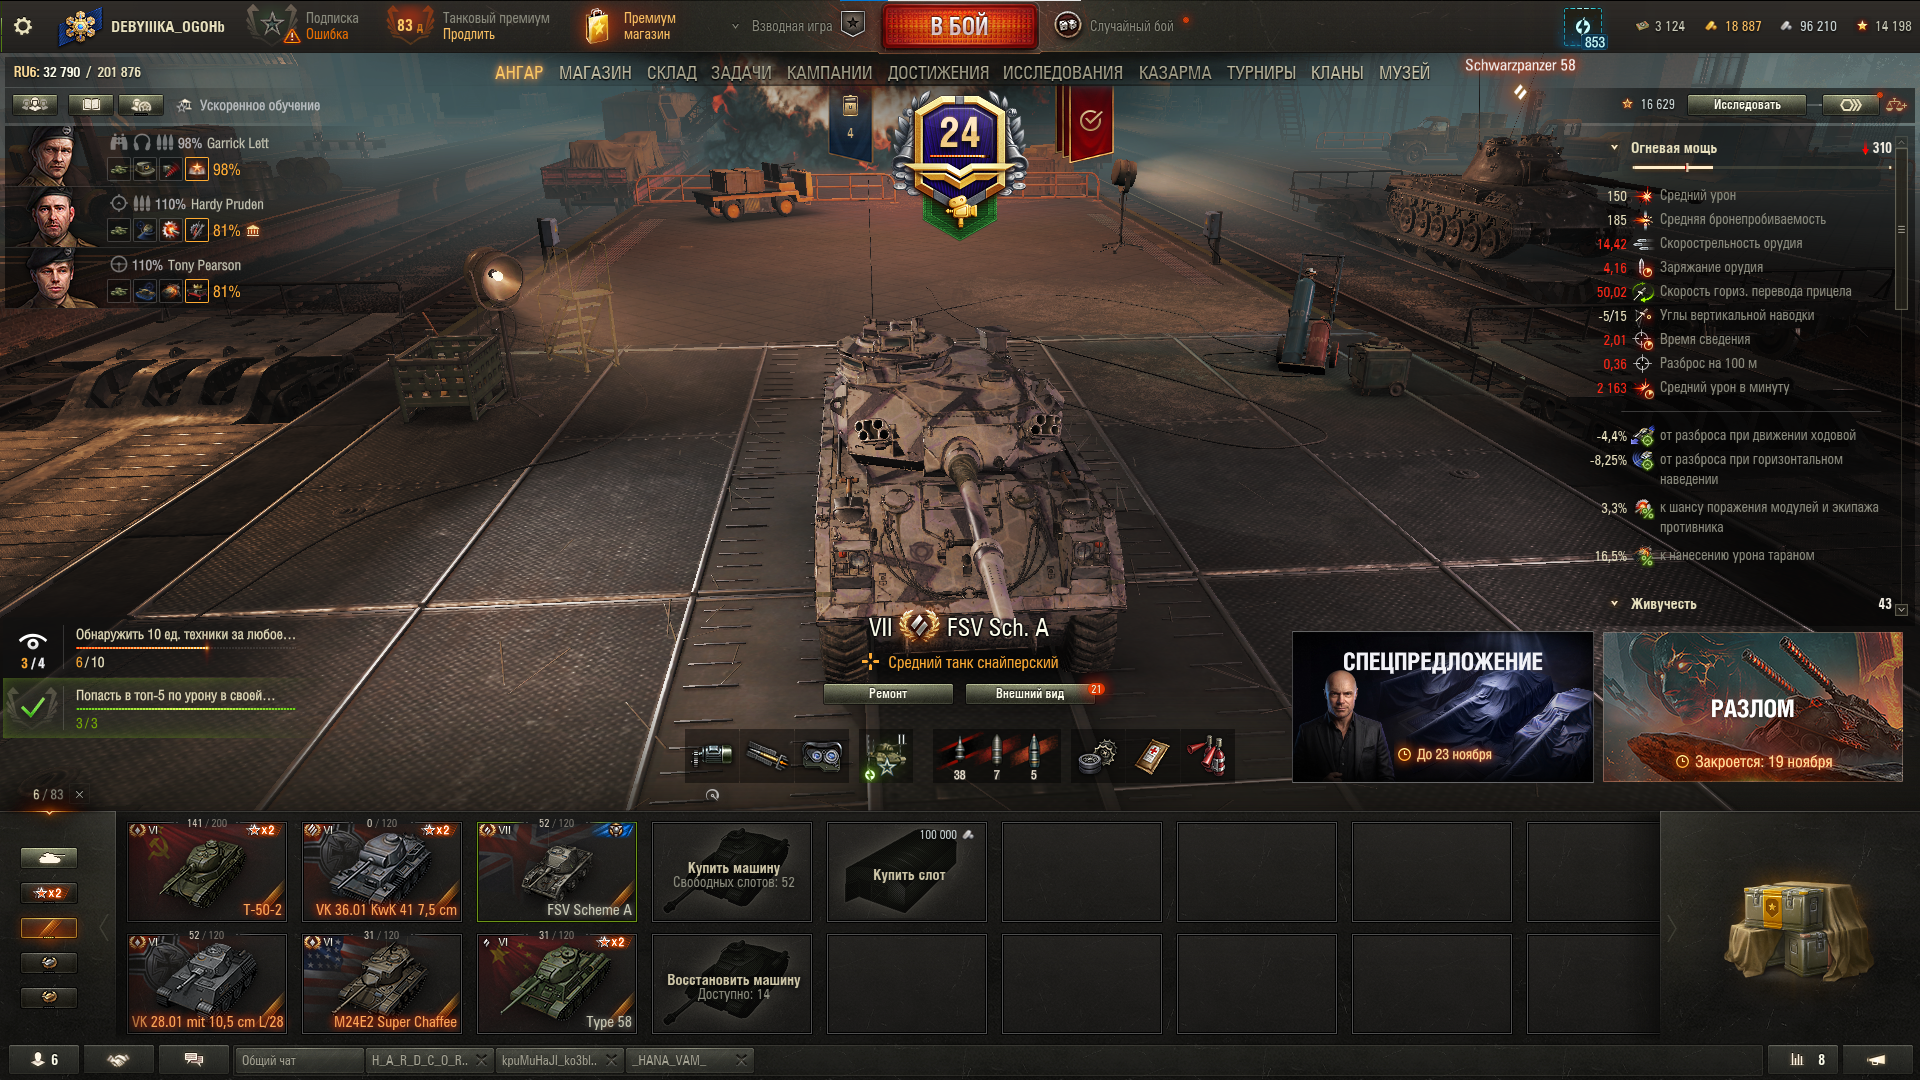 DEBYIIIKA_OGOHb
Подписка
Ошибка
83 д
Танковый премиум
Продлить
Премиум
магазин
Взводная игра
В БОЙ
Случайный бой
853
3 124
18 887
96 210
14 198
RU6: 32 790 / 201 876
АНГАР
МАГАЗИН
СКЛАД
ЗАДАЧИ
КАМПАНИИ
ДОСТИЖЕНИЯ
ИССЛЕДОВАНИЯ
КАЗАРМА
ТУРНИРЫ
КЛАНЫ
МУЗЕЙ
Schwarzpanzer 58
Ускоренное обучение
4
24
16 629
Исследовать
98% Garrick Lett
98%
110% Hardy Pruden
81%
110% Tony Pearson
81%
Огневая мощь
310
150 Средний урон
185 Средняя бронепробиваемость
14,42 Скорострельность орудия
4,16 Заряжание орудия
50,02 Скорость гориз. перевода прицела
-5/15 Углы вертикальной наводки
2,01 Время сведения
0,36 Разброс на 100 м
2 163 Средний урон в минуту
-4,4% от разброса при движении ходовой
-8,25% от разброса при горизонтальном
наведении
3,3% к шансу поражения модулей и экипажа
противника
16,5% к нанесению урона тараном
Живучесть
43
3/4
Обнаружить 10 ед. техники за любое...
6/10
Попасть в топ-5 по урону в своей...
3/3
VII FSV Sch. A
Средний танк снайперский
Ремонт
Внешний вид
21
II
38
7
5
СПЕЦПРЕДЛОЖЕНИЕ
До 23 ноября
РАЗЛОМ
Закроется: 19 ноября
6 / 83
x2
VI
141 / 200
x2
T-50-2
VI
0 / 120
x2
VK 36.01 KwK 41 7,5 cm
VII
52 / 120
FSV Scheme A
Купить машину
Свободных слотов: 52
100 000
Купить слот
VI
52 / 120
VK 28.01 mit 10,5 cm L/28
VI
31 / 120
M24E2 Super Chaffee
VI
31 / 120
x2
Type 58
Восстановить машину
Доступно: 14
6
Общий чат
H_A_R_D_C_O_R..
kpuMuHaJI_ko3bI..
_HANA_VAM_
8